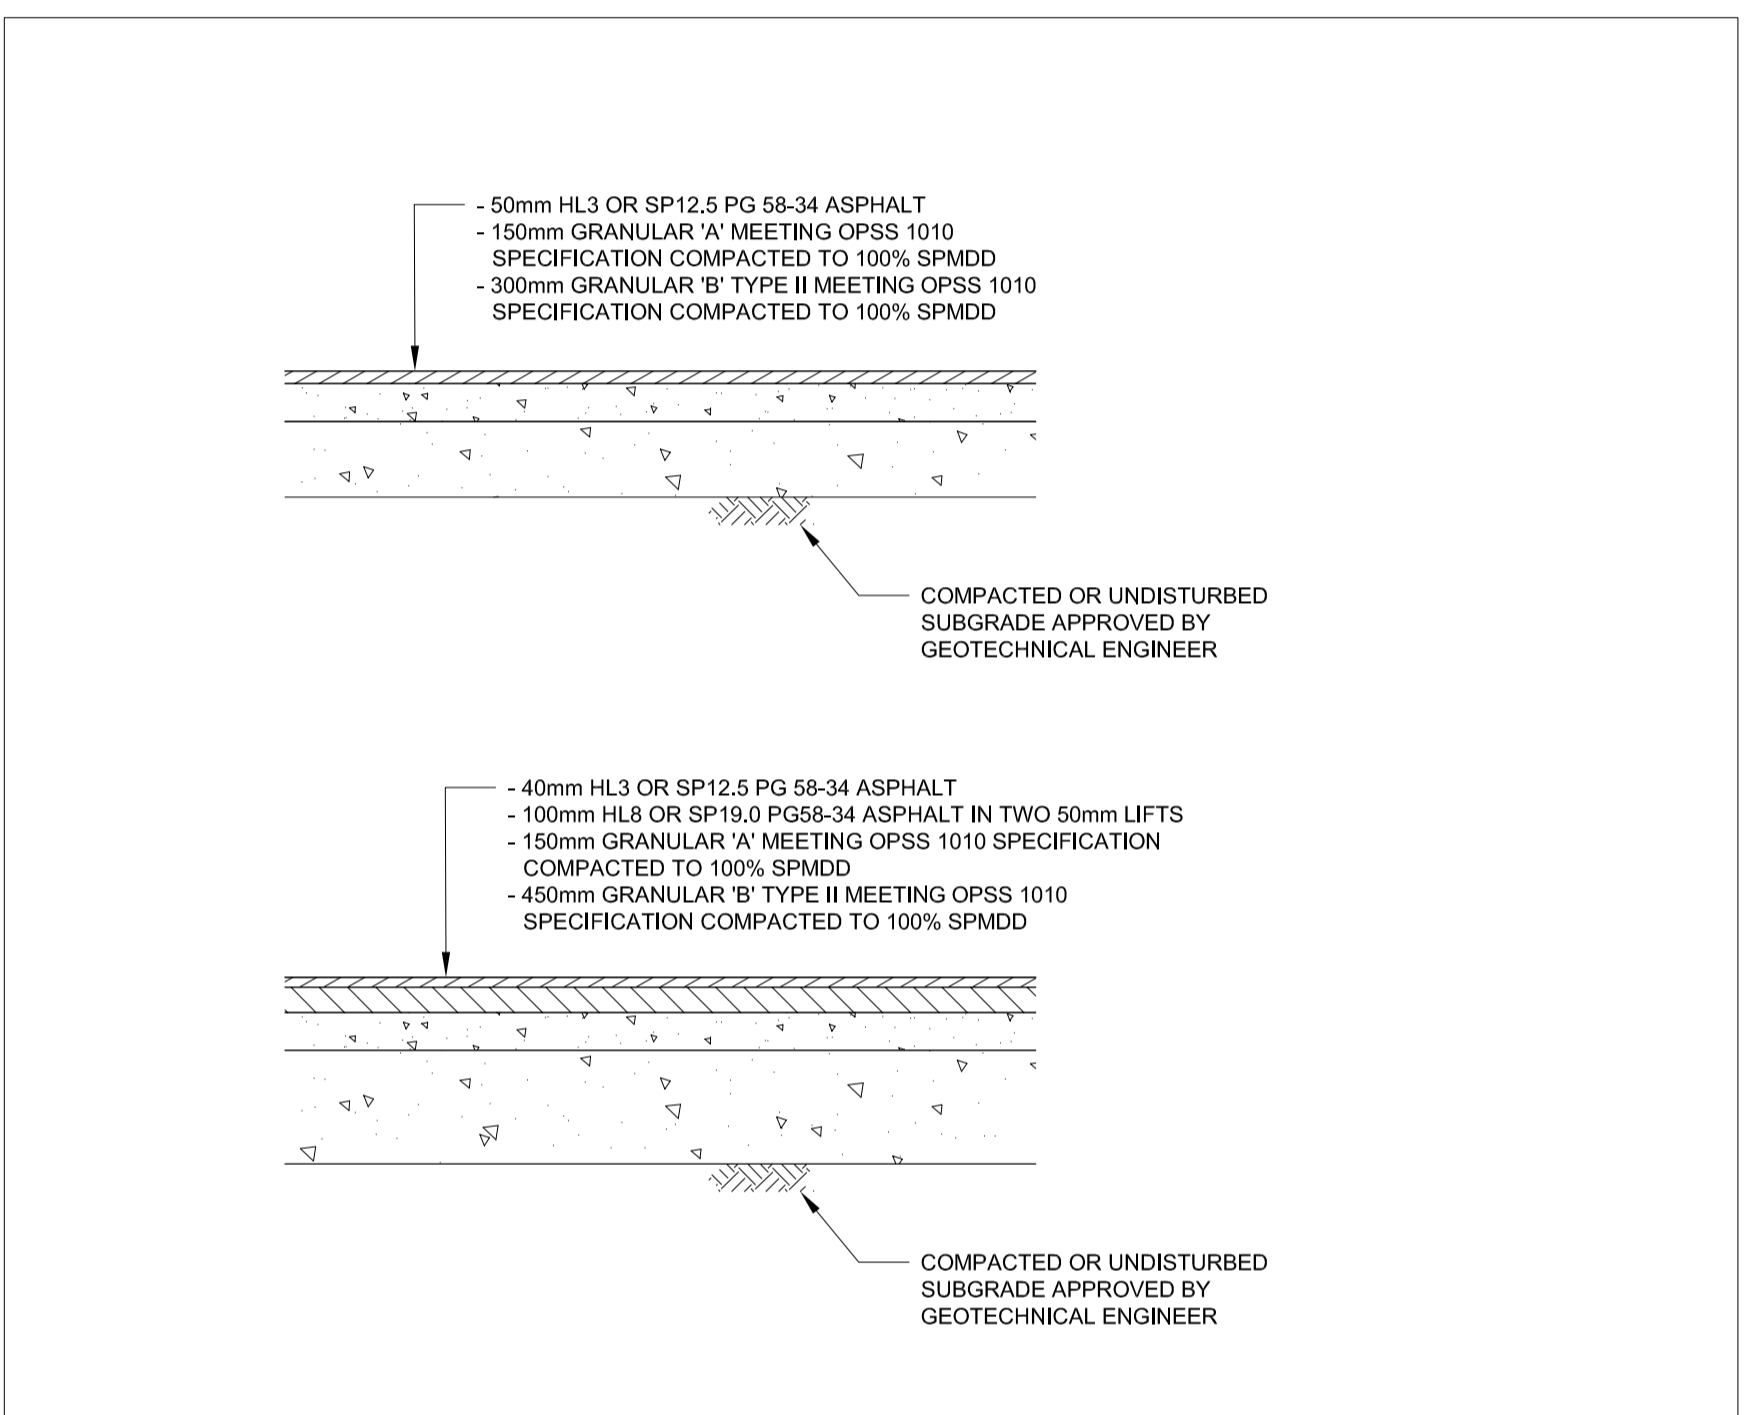 - 50mm HL3 OR SP12.5 PG 58-34 ASPHALT
- 150mm GRANULAR 'A' MEETING OPSS 1010
SPECIFICATION COMPACTED TO 100% SPMDD
- 300mm GRANULAR 'B' TYPE II MEETING OPSS 1010
SPECIFICATION COMPACTED TO 100% SPMDD
COMPACTED OR UNDISTURBED
SUBGRADE APPROVED BY
GEOTECHNICAL ENGINEER
- 40mm HL3 OR SP12.5 PG 58-34 ASPHALT
- 100mm HL8 OR SP19.0 PG58-34 ASPHALT IN TWO 50mm LIFTS
- 150mm GRANULAR 'A' MEETING OPSS 1010 SPECIFICATION
COMPACTED TO 100% SPMDD
- 450mm GRANULAR 'B' TYPE II MEETING OPSS 1010
SPECIFICATION COMPACTED TO 100% SPMDD
COMPACTED OR UNDISTURBED
SUBGRADE APPROVED BY
GEOTECHNICAL ENGINEER